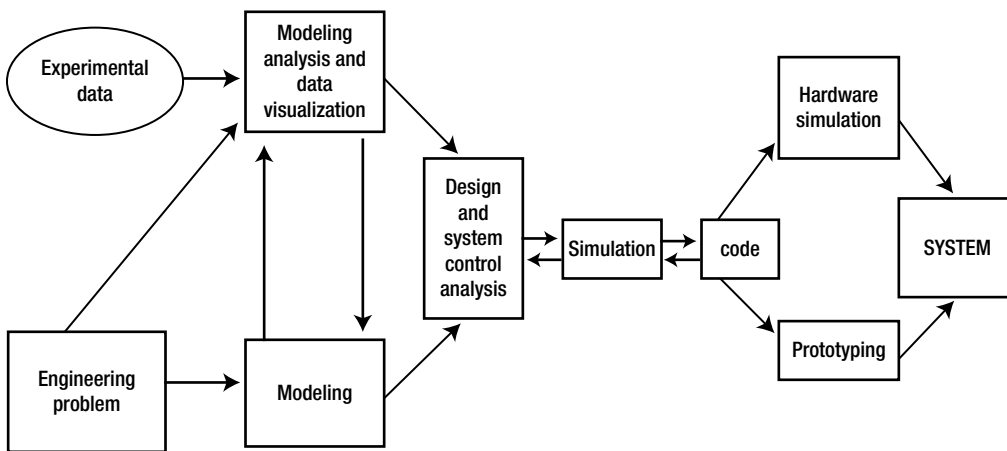 Experimental
data
Modeling
analysis and
data
visualization
Engineering
problem
Modeling
Design
and
system
control
analysis
Simulation
code
Hardware
simulation
Prototyping
SYSTEM